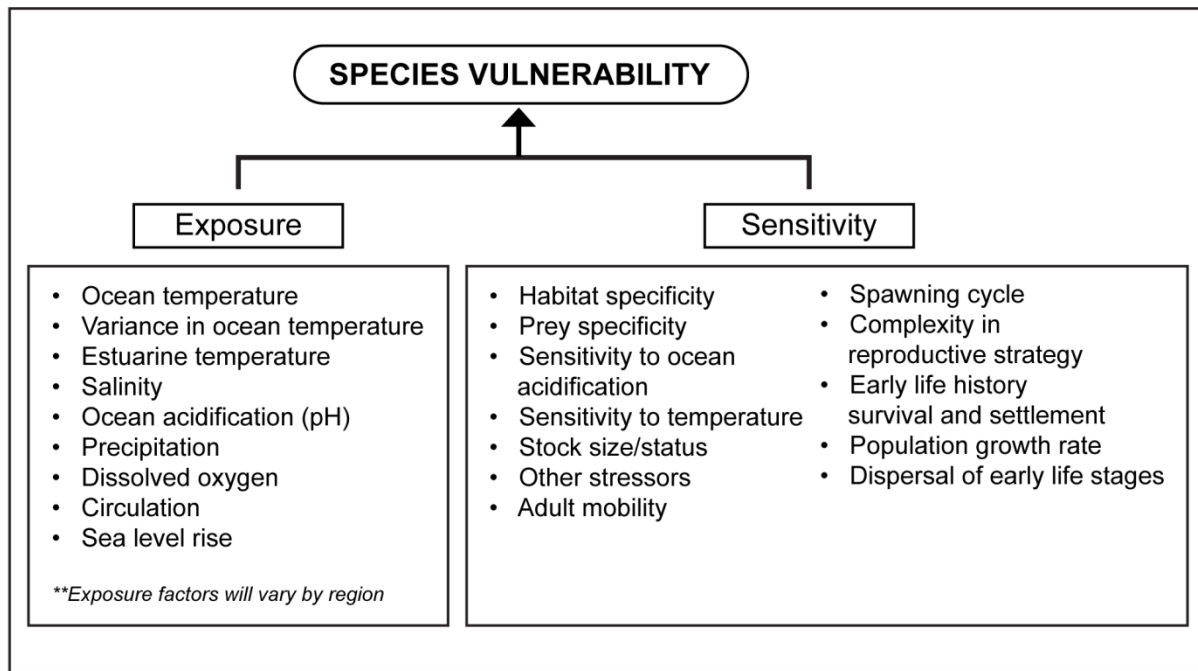 SPECIES VULNERABILITY
Exposure
• Ocean temperature
• Variance in ocean temperature
• Estuarine temperature
• Salinity
• Ocean acidification (pH)
• Precipitation
• Dissolved oxygen
• Circulation
• Sea level rise
**Exposure factors will vary by region
Sensitivity
• Habitat specificity
• Prey specificity
• Sensitivity to ocean
acidification
• Sensitivity to temperature
• Stock size/status
• Other stressors
• Adult mobility
• Spawning cycle
• Complexity in
reproductive strategy
• Early life history
survival and settlement
• Population growth rate
• Dispersal of early life stages